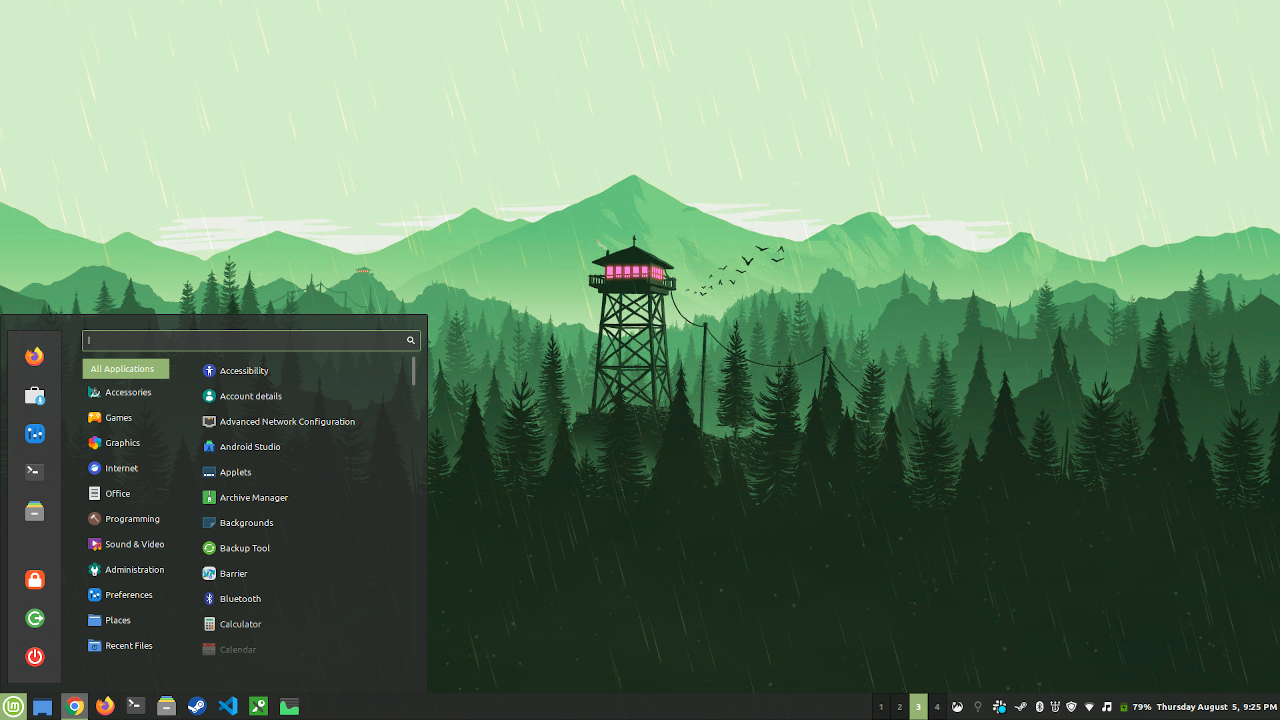 All Applications
Accessories
Games
Graphics
Internet
Office
Programming
Sound & Video
Administration
Preferences
Places
Recent Files
Accessibility
Account details
Advanced Network Configuration
Android Studio
Applets
Archive Manager
Backgrounds
Backup Tool
Barrier
Bluetooth
Calculator
Calendar
1 2 3 4 79% Thursday August 5, 9:25 PM